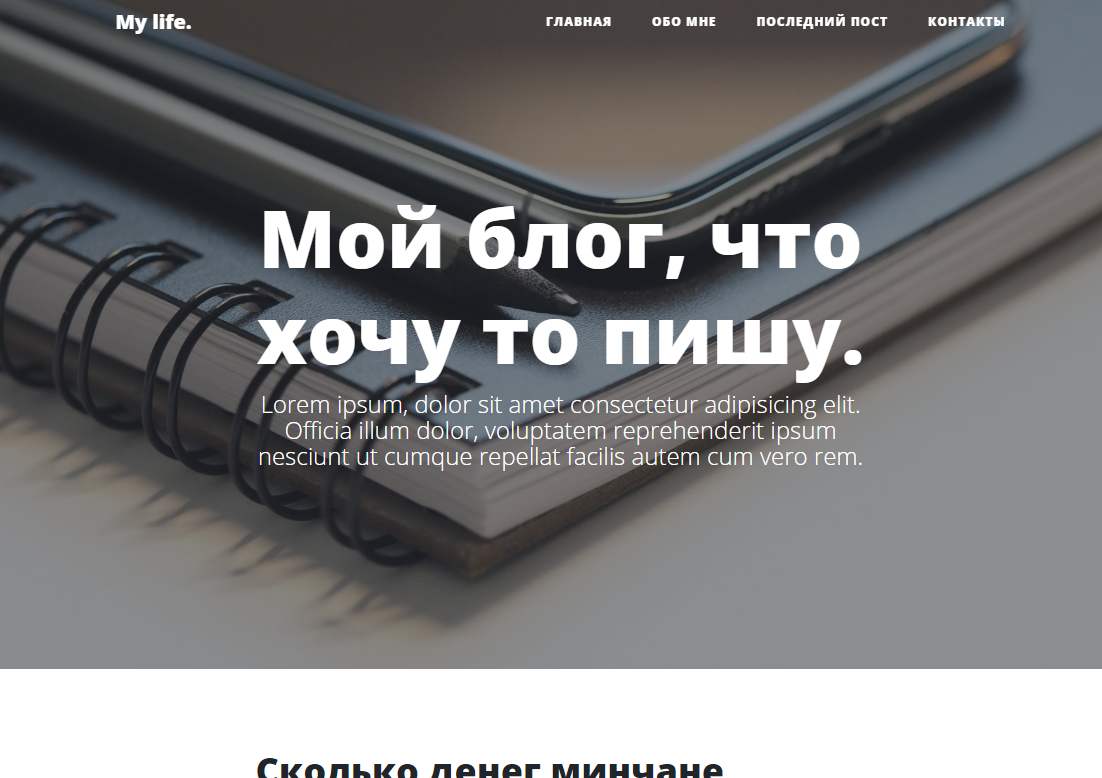 My life.
ГЛАВНАЯ ОБО МНЕ ПОСЛЕДНИЙ ПОСТ КОНТАКТЫ
Мой блог, что
хочу то пишу.
Lorem ipsum, dolor sit amet consectetur adipisicing elit.
Officia illum dolor, voluptatem reprehenderit ipsum
nesciunt ut cumque repellat facilis autem cum vero rem.
Сколько денег минчане